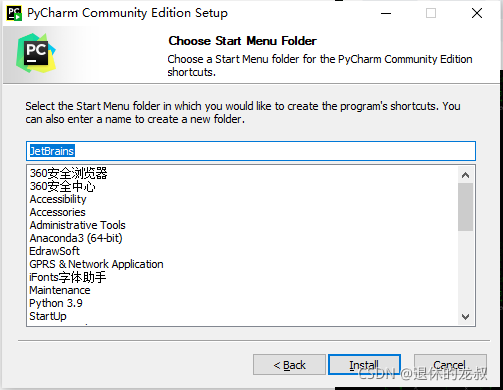 PyCharm Community Edition Setup
PC
Choose Start Menu Folder
Choose a Start Menu folder for the PyCharm Community Edition
shortcuts.
Select the Start Menu folder in which you would like to create the program's shortcuts. You
can also enter a name to create a new folder.
JetBrains
360安全浏览器
360安全中心
Accessibility
Accessories
Administrative Tools
Anaconda3 (64-bit)
EdrawSoft
GPRS & Network Application
iFonts字体助手
Maintenance
Python 3.9
StartUp
< Back
Install
Cancel
CSDN @退休的龙叔